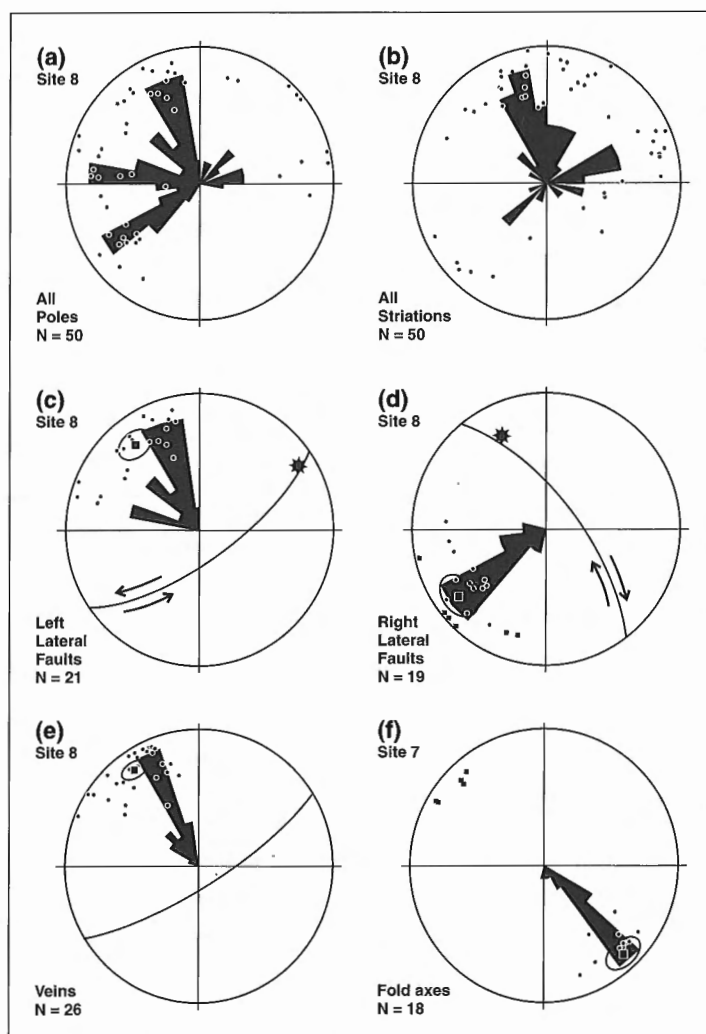 (a)
Site 8
All
Poles
N = 50
(b)
Site 8
All
Striations
N = 50
(c)
Site 8
Left
Lateral
Faults
N = 21
(d)
Site 8
Right
Lateral
Faults
N = 19
(e)
Site 8
Veins
N = 26
(f)
Site 7
Fold axes
N = 18